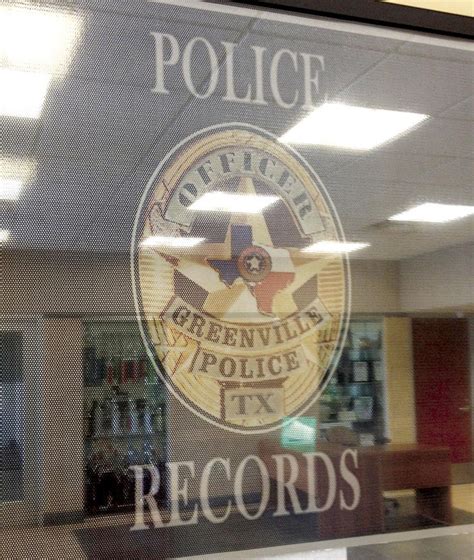 POLICE
OFFICER
GREENVILLE
POLICE
TX
RECORDS